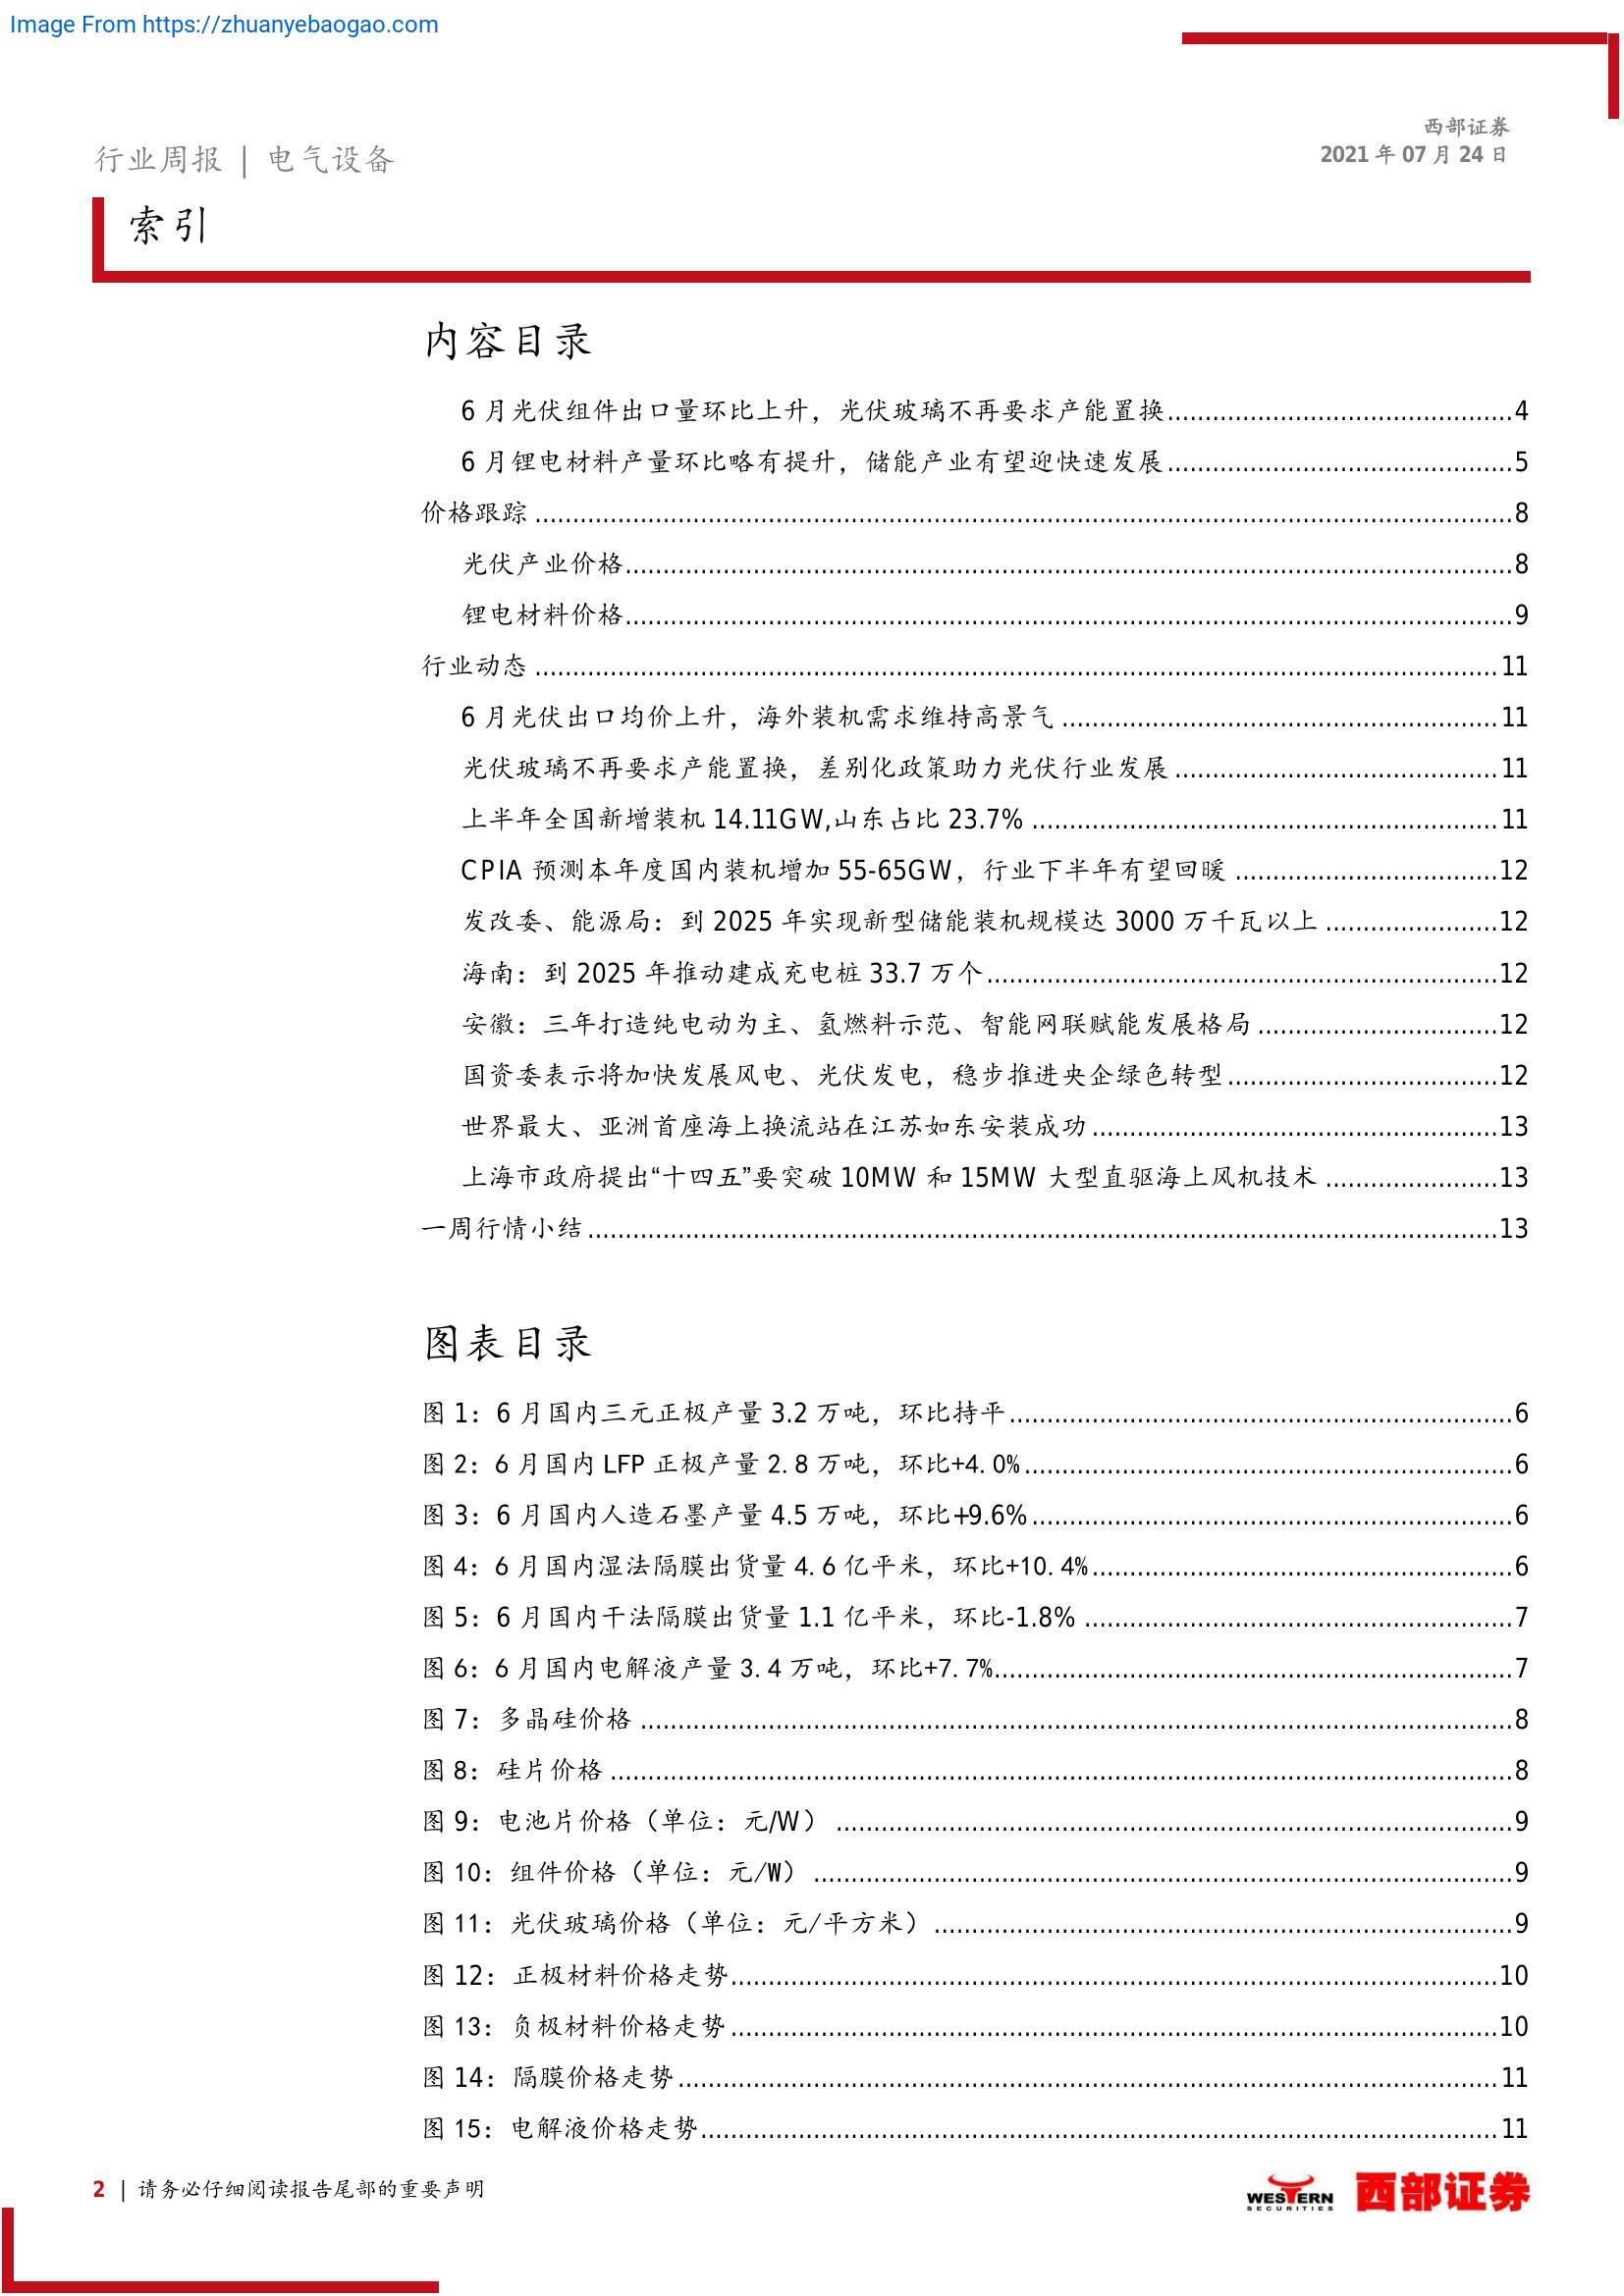 Image From https://zhuanyebaogao.com
西部证券
2021 年 07 月 24 日
行业周报 | 电气设备
索引
内容目录
6 月光伏组件出口量环比上升，光伏玻璃不再要求产能置换..............................................4
6 月锂电材料产量环比略有提升，储能产业有望迎快速发展..............................................5
价格跟踪..............................................8
光伏产业价格..............................................8
锂电材料价格..............................................9
行业动态..............................................11
6 月光伏出口均价上升，海外装机需求维持高景气..............................................11
光伏玻璃不再要求产能置换，差别化政策助力光伏行业发展..............................................11
上半年全国新增装机 14.11GW,山东占比 23.7%..............................................11
CPIA 预测本年度国内装机增加 55-65GW，行业下半年有望回暖..............................................12
发改委、能源局：到 2025 年实现新型储能装机规模达 3000 万千瓦以上..............................................12
海南：到 2025 年推动建成充电桩 33.7 万个..............................................12
安徽：三年打造纯电动为主、氢燃料示范、智能网联赋能发展格局..............................................12
国资委表示将加快发展风电、光伏发电，稳步推进央企绿色转型..............................................12
世界最大、亚洲首座海上换流站在江苏如东安装成功..............................................13
上海市政府提出“十四五”要突破 10MW 和 15MW 大型直驱海上风机技术..............................................13
一周行情小结..............................................13
图表目录
图 1：6 月国内三元正极产量 3.2 万吨，环比持平..............................................6
图 2：6 月国内 LFP 正极产量 2.8 万吨，环比+4.0%..............................................6
图 3：6 月国内人造石墨产量 4.5 万吨，环比+9.6%..............................................6
图 4：6 月国内湿法隔膜出货量 4.6 亿平米，环比+10.4%..............................................6
图 5：6 月国内干法隔膜出货量 1.1 亿平米，环比-1.8%..............................................7
图 6：6 月国内电解液产量 3.4 万吨，环比+7.7%..............................................7
图 7：多晶硅价格..............................................8
图 8：硅片价格..............................................8
图 9：电池片价格（单位：元/W）..............................................9
图 10：组件价格（单位：元/W）..............................................9
图 11：光伏玻璃价格（单位：元/平方米）..............................................9
图 12：正极材料价格走势..............................................10
图 13：负极材料价格走势..............................................10
图 14：隔膜价格走势..............................................11
图 15：电解液价格走势..............................................11
2 | 请务必仔细阅读报告尾部的重要声明
WESTERN SECURITIES 西部证券